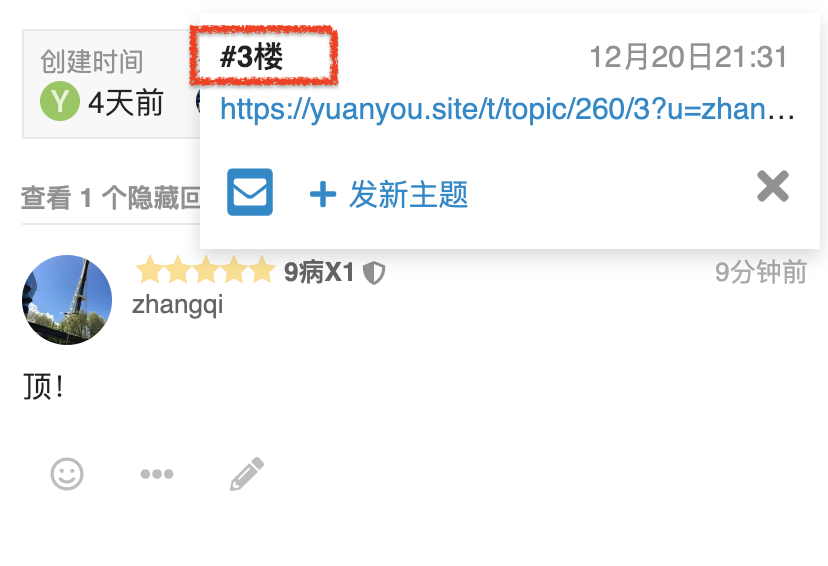 创建时间
Y 4天前
#3楼 12月20日21:31
https://yuanyou.site/t/topic/260/3?u=zhan…
+ 发新主题
查看 1 个隐藏回
9病X1
9分钟前
zhangqi
顶！